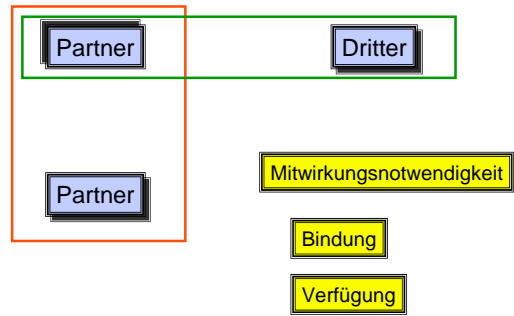 Partner
Dritter
Partner
Mitwirkungsnotwendigkeit
Bindung
Verfügung